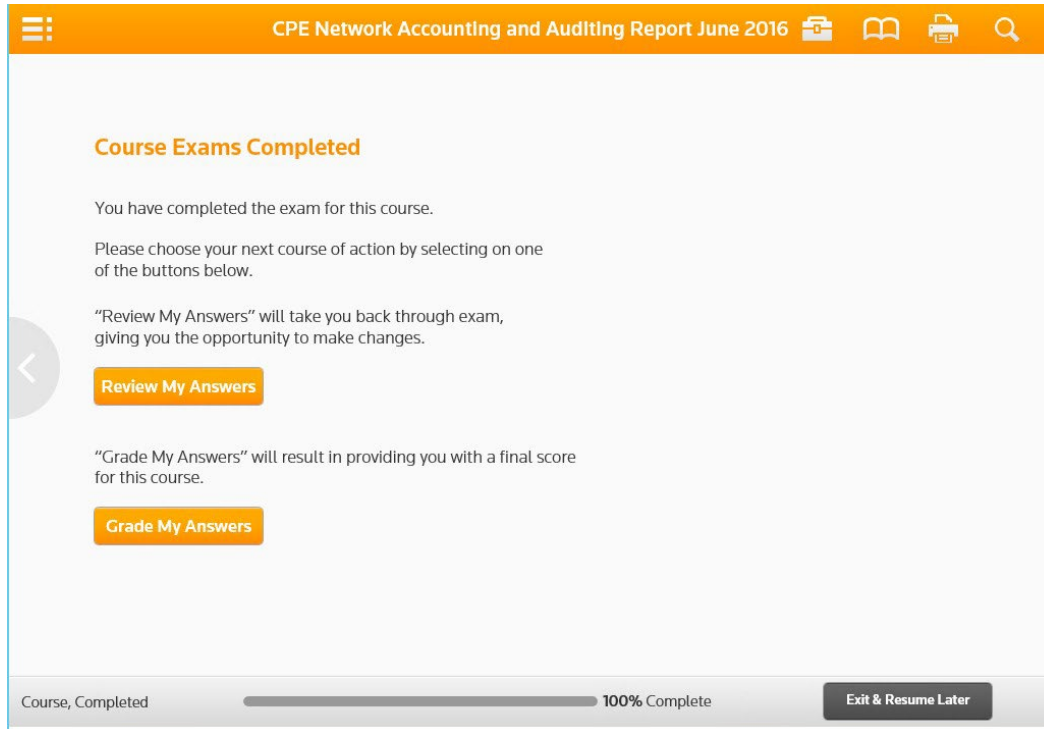 CPE Network Accounting and Auditing Report June 2016
Course Exams Completed
You have completed the exam for this course.
Please choose your next course of action by selecting on one
of the buttons below.
“Review My Answers” will take you back through exam,
giving you the opportunity to make changes.
Review My Answers
“Grade My Answers” will result in providing you with a final score
for this course.
Grade My Answers
Course, Completed
100% Complete
Exit & Resume Later